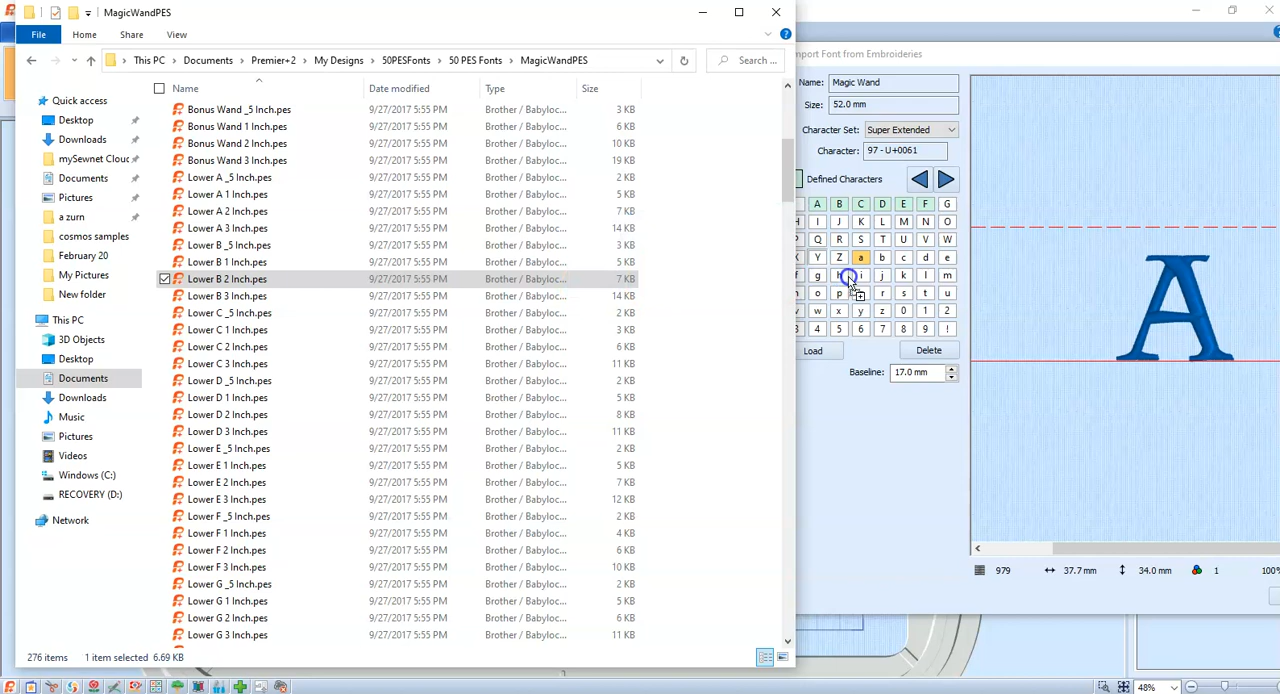 MagicWandPES
File Home Share View
This PC Documents Premier+2 My Designs 50PESFonts 50 PES Fonts MagicWandPES Search ...
Name Date modified Type Size
Quick access
Desktop
Downloads
mySewnet Clouc
Documents
Pictures
a zurn
cosmos samples
February 20
My Pictures
New folder
This PC
3D Objects
Desktop
Documents
Downloads
Music
Pictures
Videos
Windows (C:)
RECOVERY (D:)
Network
Bonus Wand _5 Inch.pes 9/27/2017 5:55 PM Brother / Babyloc... 3 KB
Bonus Wand 1 Inch.pes 9/27/2017 5:55 PM Brother / Babyloc... 6 KB
Bonus Wand 2 Inch.pes 9/27/2017 5:55 PM Brother / Babyloc... 10 KB
Bonus Wand 3 Inch.pes 9/27/2017 5:55 PM Brother / Babyloc... 19 KB
Lower A _5 Inch.pes 9/27/2017 5:55 PM Brother / Babyloc... 2 KB
Lower A 1 Inch.pes 9/27/2017 5:55 PM Brother / Babyloc... 5 KB
Lower A 2 Inch.pes 9/27/2017 5:55 PM Brother / Babyloc... 7 KB
Lower A 3 Inch.pes 9/27/2017 5:55 PM Brother / Babyloc... 14 KB
Lower B _5 Inch.pes 9/27/2017 5:55 PM Brother / Babyloc... 3 KB
Lower B 1 Inch.pes 9/27/2017 5:55 PM Brother / Babyloc... 5 KB
Lower B 2 Inch.pes 9/27/2017 5:55 PM Brother / Babyloc... 7 KB
Lower B 3 Inch.pes 9/27/2017 5:55 PM Brother / Babyloc... 14 KB
Lower C _5 Inch.pes 9/27/2017 5:55 PM Brother / Babyloc... 2 KB
Lower C 1 Inch.pes 9/27/2017 5:55 PM Brother / Babyloc... 3 KB
Lower C 2 Inch.pes 9/27/2017 5:55 PM Brother / Babyloc... 6 KB
Lower C 3 Inch.pes 9/27/2017 5:55 PM Brother / Babyloc... 11 KB
Lower D _5 Inch.pes 9/27/2017 5:55 PM Brother / Babyloc... 2 KB
Lower D 1 Inch.pes 9/27/2017 5:55 PM Brother / Babyloc... 5 KB
Lower D 2 Inch.pes 9/27/2017 5:55 PM Brother / Babyloc... 8 KB
Lower D 3 Inch.pes 9/27/2017 5:55 PM Brother / Babyloc... 11 KB
Lower E _5 Inch.pes 9/27/2017 5:55 PM Brother / Babyloc... 2 KB
Lower E 1 Inch.pes 9/27/2017 5:55 PM Brother / Babyloc... 5 KB
Lower E 2 Inch.pes 9/27/2017 5:55 PM Brother / Babyloc... 7 KB
Lower E 3 Inch.pes 9/27/2017 5:55 PM Brother / Babyloc... 12 KB
Lower F _5 Inch.pes 9/27/2017 5:55 PM Brother / Babyloc... 2 KB
Lower F 1 Inch.pes 9/27/2017 5:55 PM Brother / Babyloc... 4 KB
Lower F 2 Inch.pes 9/27/2017 5:55 PM Brother / Babyloc... 6 KB
Lower F 3 Inch.pes 9/27/2017 5:55 PM Brother / Babyloc... 10 KB
Lower G _5 Inch.pes 9/27/2017 5:55 PM Brother / Babyloc... 2 KB
Lower G 1 Inch.pes 9/27/2017 5:55 PM Brother / Babyloc... 5 KB
Lower G 2 Inch.pes 9/27/2017 5:55 PM Brother / Babyloc... 6 KB
Lower G 3 Inch.pes 9/27/2017 5:55 PM Brother / Babyloc... 11 KB
276 items 1 item selected 6.69 KB
mport Font from Embroideries
Name: Magic Wand
Size: 52.0 mm
Character Set: Super Extended
Character: 97 - U+0061
Defined Characters
A B C D E F G
H I J K L M N O
P Q R S T U V W
X Y Z a b c d e
f g h i j k l m
n o p r s t u
v w x y z 0 1 2
3 4 5 6 7 8 9 !
Load Delete
Baseline: 17.0 mm
A
979 37.7 mm 34.0 mm 1 100%
48%